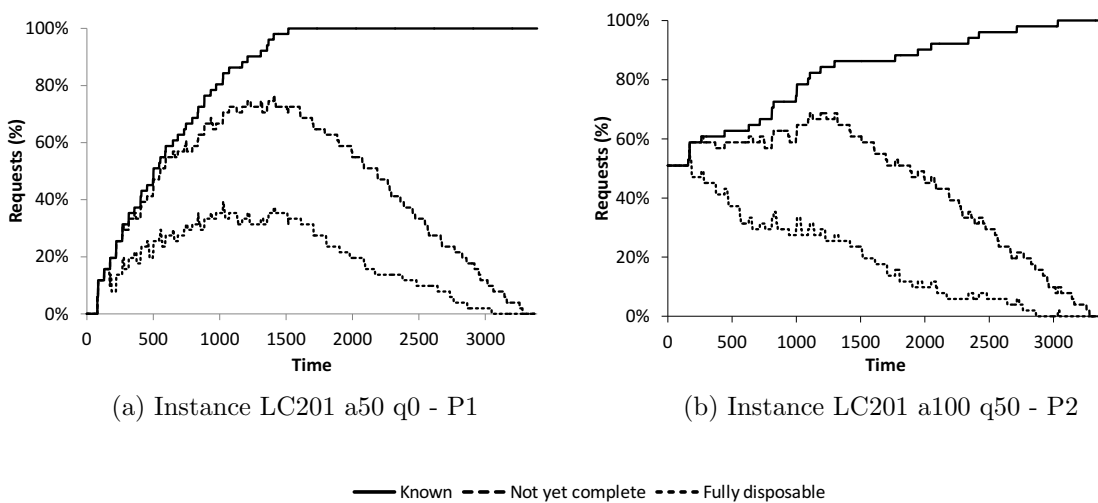 100%
80%
60%
40%
20%
0%
Requests (%)
0 500 1000 1500 2000 2500 3000
Time
(a) Instance LC201 a50 q0 - P1
100%
80%
60%
40%
20%
0%
Requests (%)
0 500 1000 1500 2000 2500 3000
Time
(b) Instance LC201 a100 q50 - P2
Known Not yet complete Fully disposable